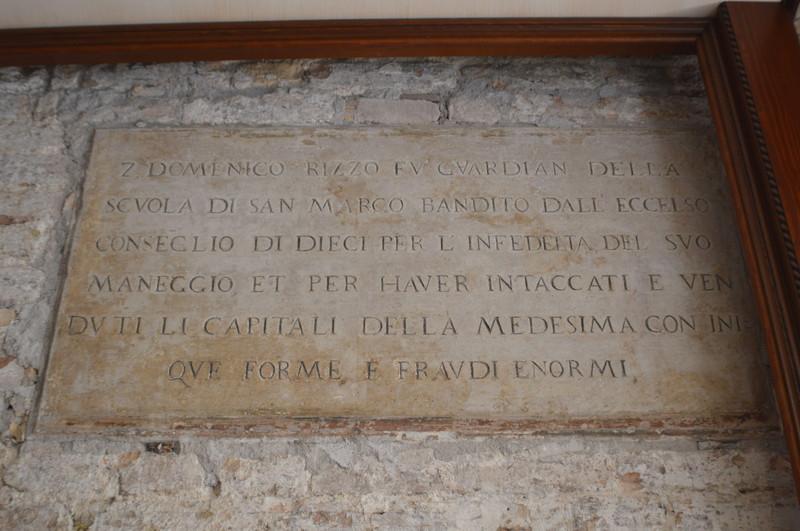 Z. DOMENICO RIZZO FV GVARDIAN DELLA
SCVOLA DI SAN MARCO BANDITO DALL' ECCELSO
CONSEGLIO DI DIECI PER L' INFEDELTA DEL SVO
MANEGGIO ET PER HAVER INTACCATI E VEN
DVTI LI CAPITALI DELLA MEDESIMA CON INI-
QVE FORME E FRAVDI ENORMI